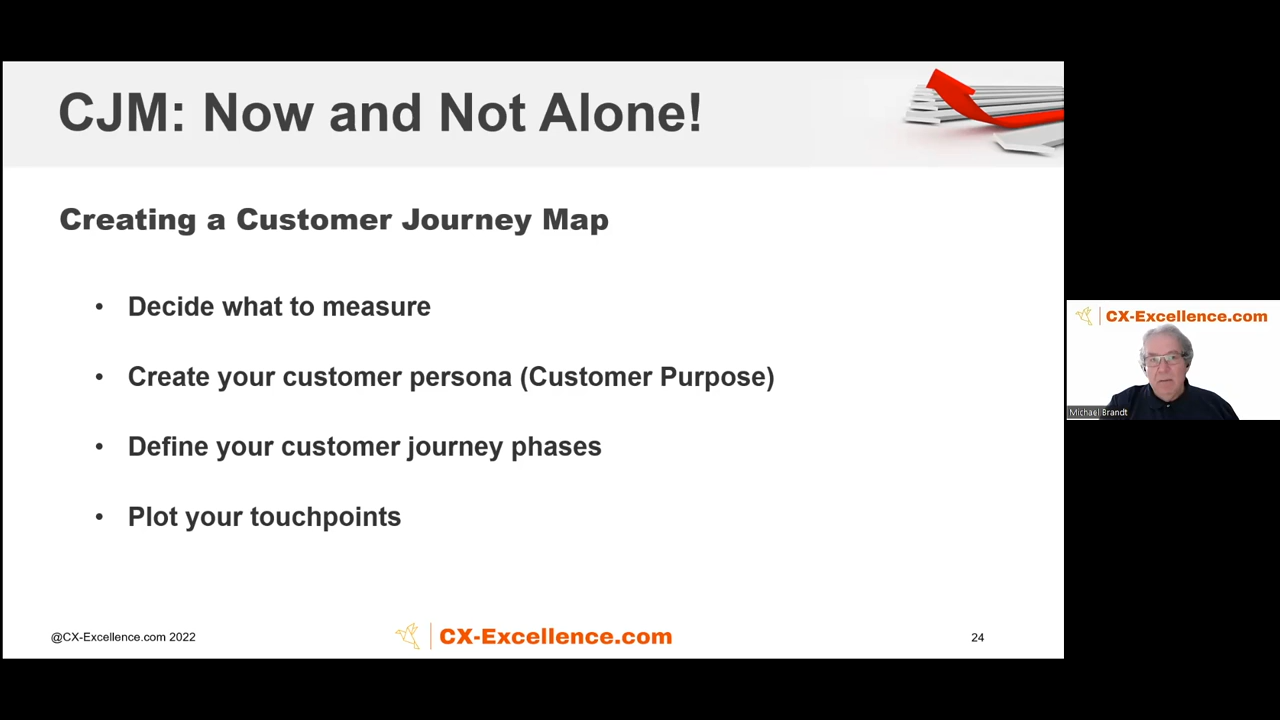 CJM: Now and Not Alone!
Creating a Customer Journey Map
• Decide what to measure
• Create your customer persona (Customer Purpose)
• Define your customer journey phases
• Plot your touchpoints
@CX-Excellence.com 2022
CX-Excellence.com
24
CX-Excellence.com
Michael Brandt